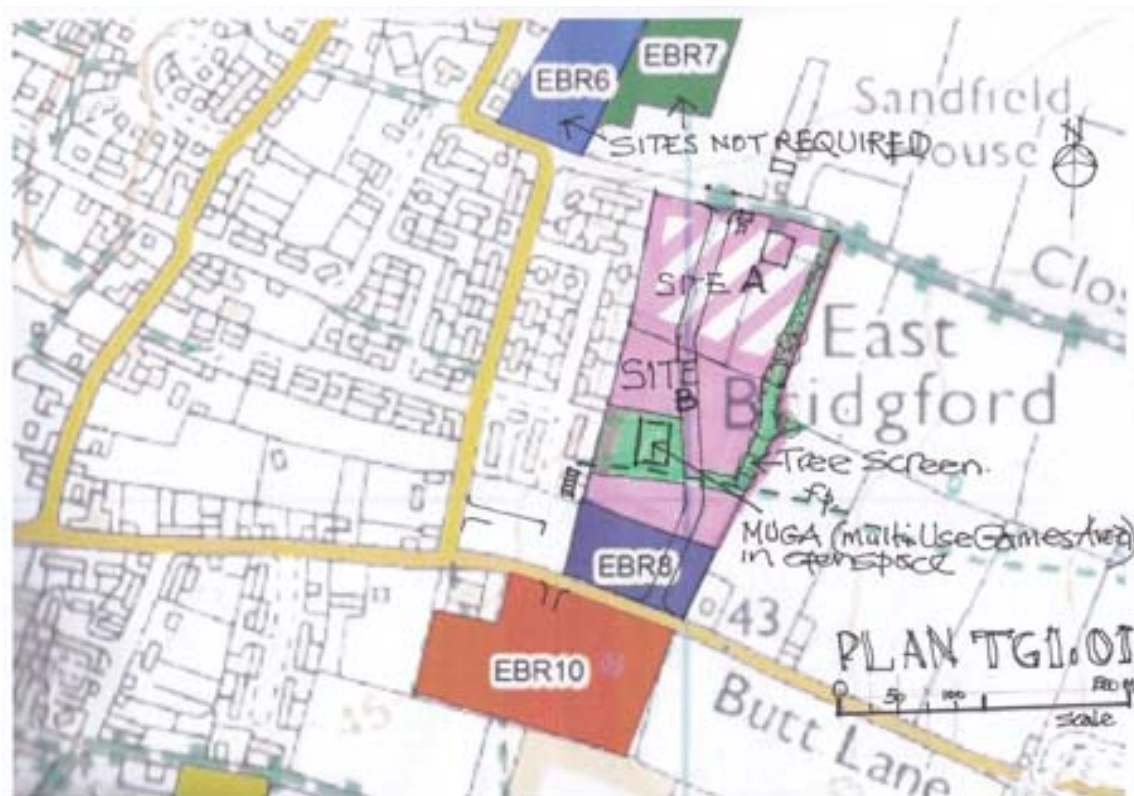 EBR6
EBR7
Sandfield
House
N
SITES NOT REQUIRED
SITE A
Clos
East
Bridgford
SITE
B
Tree Screen.
fp
MUGA (Multi Use Games Area)
in openspace
EBR8
43
EBR10
PLAN TG1.01
0 50 100
Scale
Butt Lane